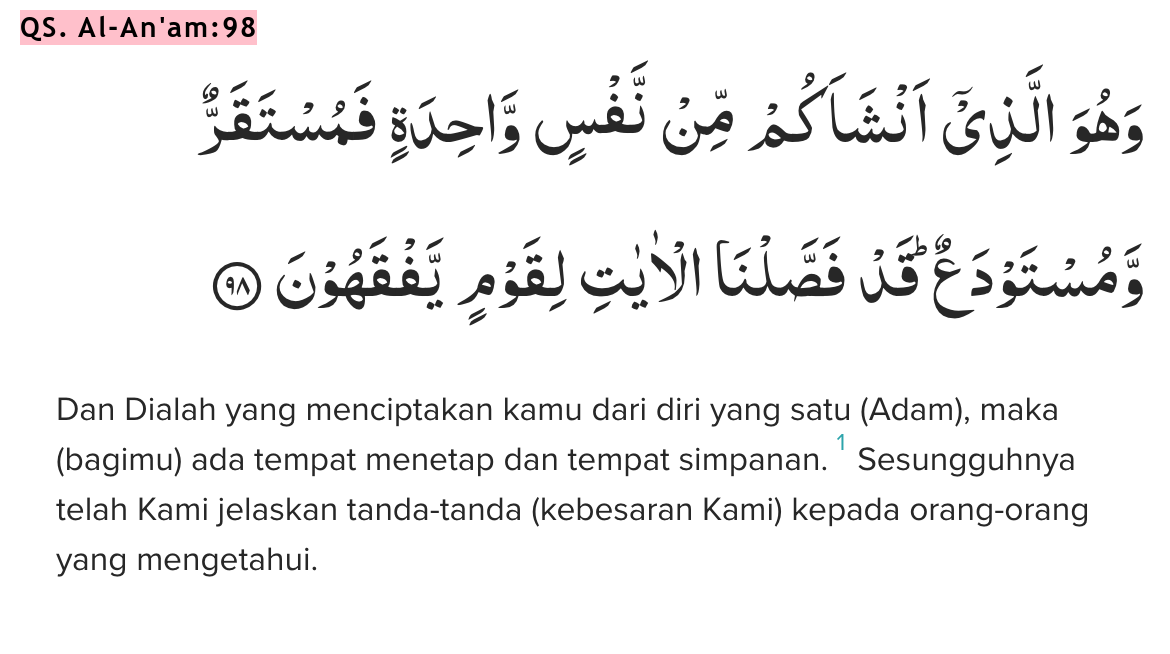 QS. Al-An'am:98
وَهُوَ الَّذِيْٓ اَنْشَاَكُمْ مِّنْ نَّفْسٍ وَّاحِدَةٍ فَمُسْتَقَرٌّ
وَّمُسْتَوْدَعٌ ۗقَدْ فَصَّلْنَا الْاٰيٰتِ لِقَوْمٍ يَّفْقَهُوْنَ ٩٨
Dan Dialah yang menciptakan kamu dari diri yang satu (Adam), maka
(bagimu) ada tempat menetap dan tempat simpanan. 1 Sesungguhnya
telah Kami jelaskan tanda-tanda (kebesaran Kami) kepada orang-orang
yang mengetahui.